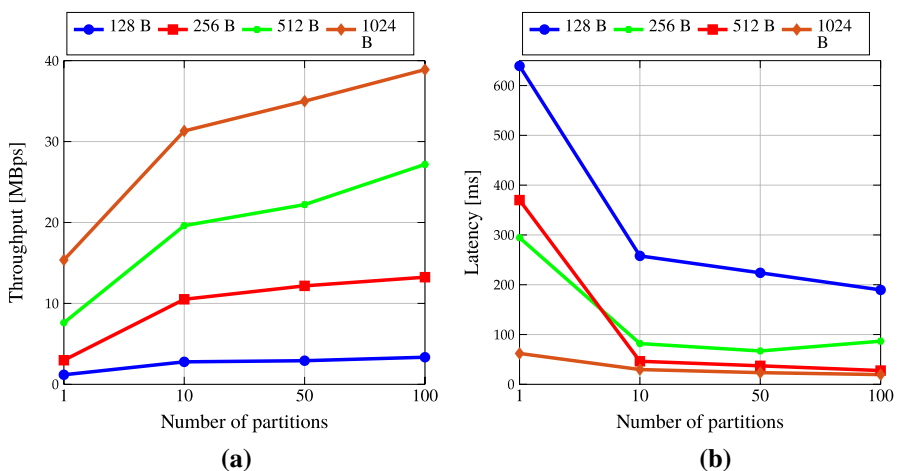 128 B 256 B 512 B 1024
B
40
30
20
10
0
1 10 50 100
Throughput [MBps]
Number of partitions
(a)
128 B 256 B 512 B 1024
B
600
500
400
300
200
100
0
1 10 50 100
Latency [ms]
Number of partitions
(b)